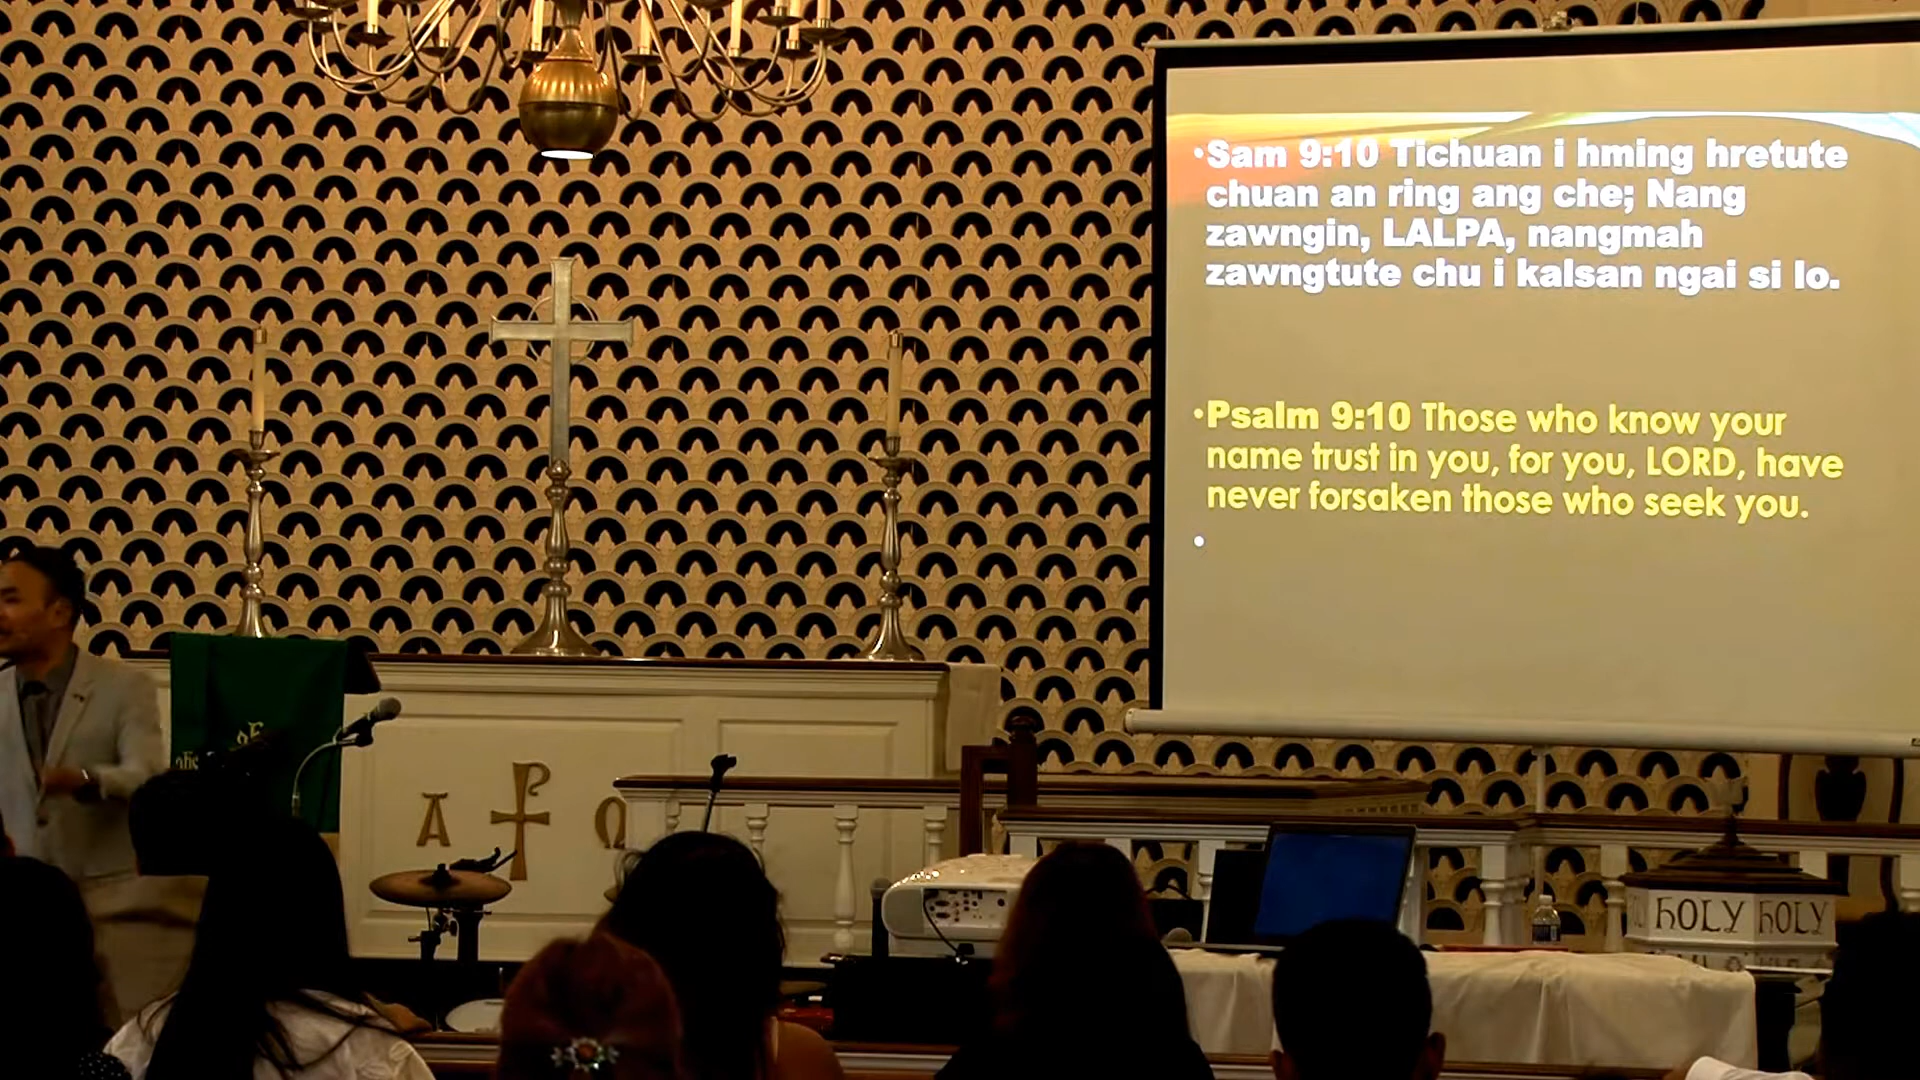 •Sam 9:10 Tichuan i hming hretute
chuan an ring ang che; Nang
zawngin, LALPA, nangmah
zawngtute chu i kalsan ngai si lo.
•Psalm 9:10 Those who know your
name trust in you, for you, LORD, have
never forsaken those who seek you.
•
Α Ω
HOLY HOLY